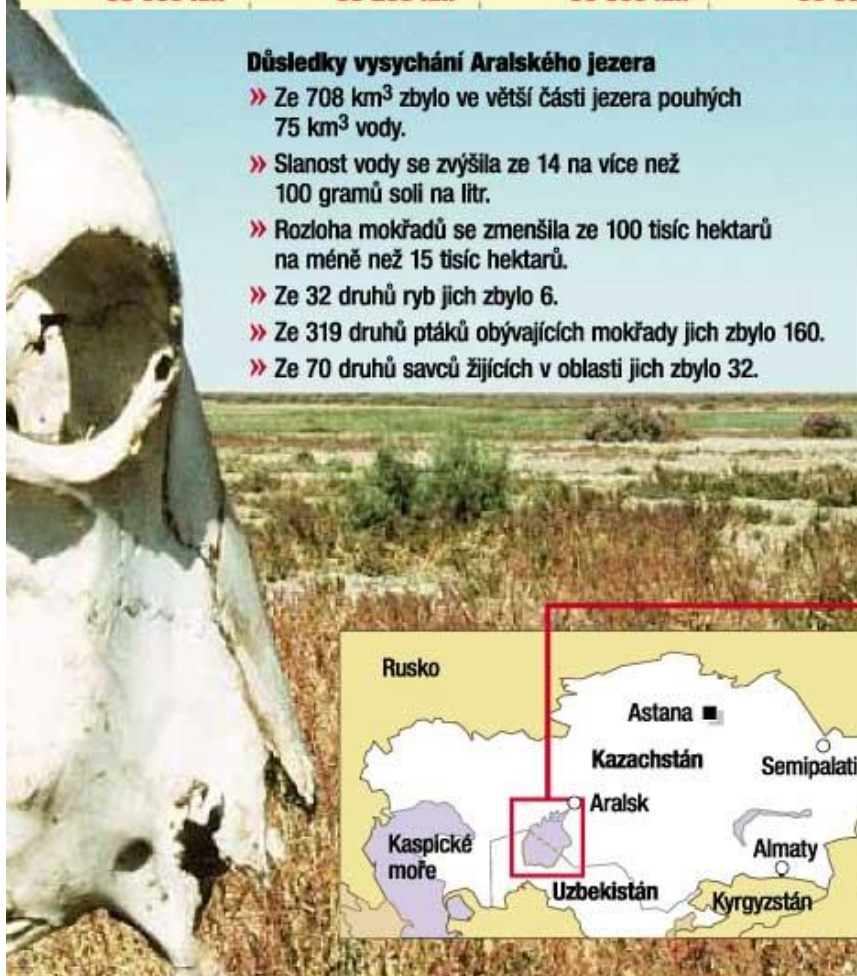 Důsledky vysychání Aralského jezera
» Ze 708 km³ zbylo ve větší části jezera pouhých
75 km³ vody.
» Slanost vody se zvýšila ze 14 na více než
100 gramů soli na litr.
» Rozloha mokřadů se zmenšila ze 100 tisíc hektarů
na méně než 15 tisíc hektarů.
» Ze 32 druhů ryb jich zbylo 6.
» Ze 319 druhů ptáků obývajících mokřady jich zbylo 160.
» Ze 70 druhů savců žijících v oblasti jich zbylo 32.
Rusko
Astana
Kazachstán
Semipalati
Aralsk
Kaspické
moře
Almaty
Uzbekistán
Kyrgyzstán